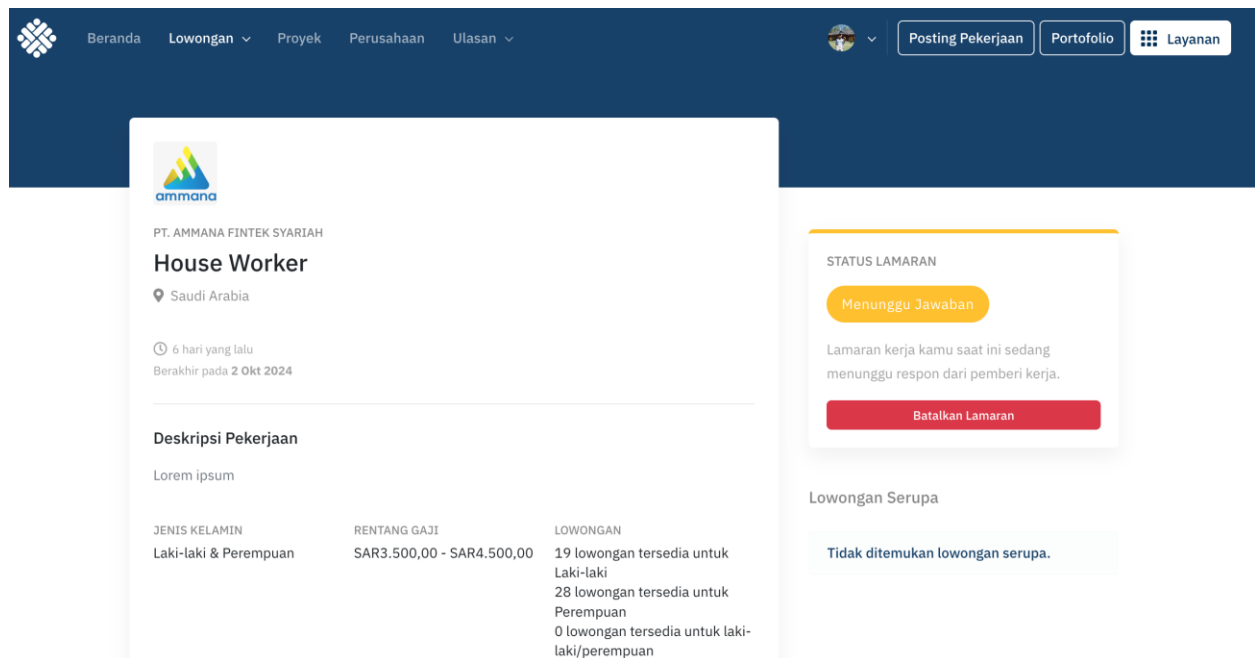 Beranda Lowongan Proyek Perusahaan Ulasan Posting Pekerjaan Portofolio Layanan
ammana
PT. AMMANA FINTEK SYARIAH
House Worker
Saudi Arabia
6 hari yang lalu
Berakhir pada 2 Okt 2024
Deskripsi Pekerjaan
Lorem ipsum
JENIS KELAMIN
Laki-laki & Perempuan
RENTANG GAJI
SAR3.500,00 - SAR4.500,00
LOWONGAN
19 lowongan tersedia untuk
Laki-laki
28 lowongan tersedia untuk
Perempuan
0 lowongan tersedia untuk laki-
laki/perempuan
STATUS LAMARAN
Menunggu Jawaban
Lamaran kerja kamu saat ini sedang
menunggu respon dari pemberi kerja.
Batalkan Lamaran
Lowongan Serupa
Tidak ditemukan lowongan serupa.